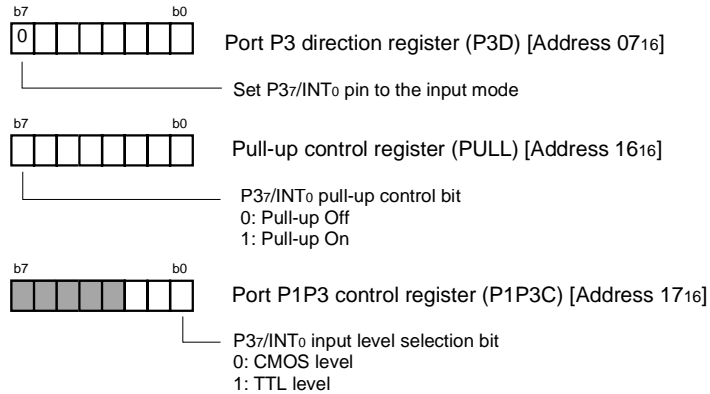 b7 b0
0 Port P3 direction register (P3D) [Address 0716]
Set P37/INT0 pin to the input mode
b7 b0
Pull-up control register (PULL) [Address 1616]
P37/INT0 pull-up control bit
0: Pull-up Off
1: Pull-up On
b7 b0
Port P1P3 control register (P1P3C) [Address 1716]
P37/INT0 input level selection bit
0: CMOS level
1: TTL level